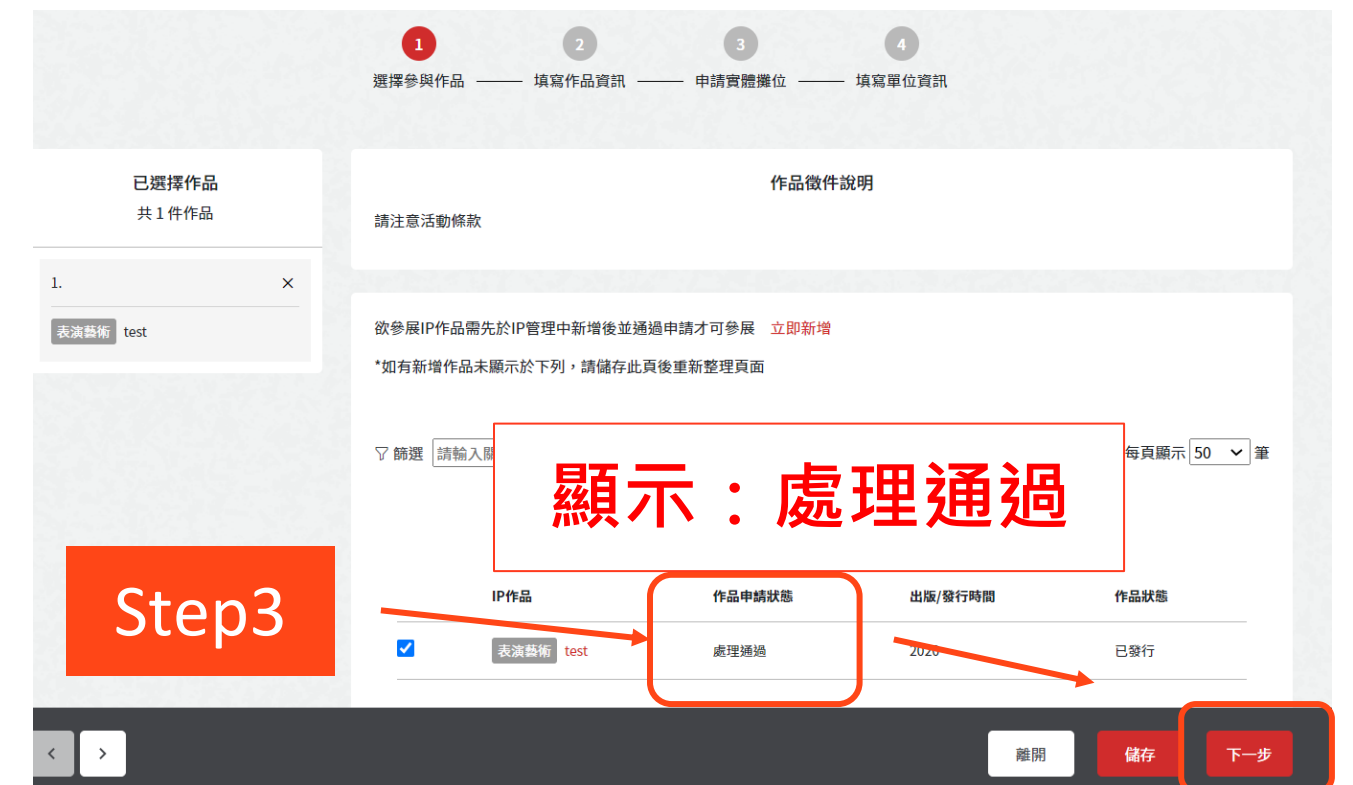 1 2 3 4
選擇參與作品 填寫作品資訊 申請實體攤位 填寫單位資訊
已選擇作品
共 1 件作品
作品徵件說明
請注意活動條款
1. ×
表演藝術 test
欲參展IP作品需先於IP管理中新增後並通過申請才可參展 立即新增
*如有新增作品未顯示於下列，請儲存此頁後重新整理頁面
篩選 請輸入關
每頁顯示 50 筆
顯示：處理通過
Step3
IP作品 作品申請狀態 出版/發行時間 作品狀態
表演藝術 test 處理通過 2020 已發行
< >
離開 儲存 下一步